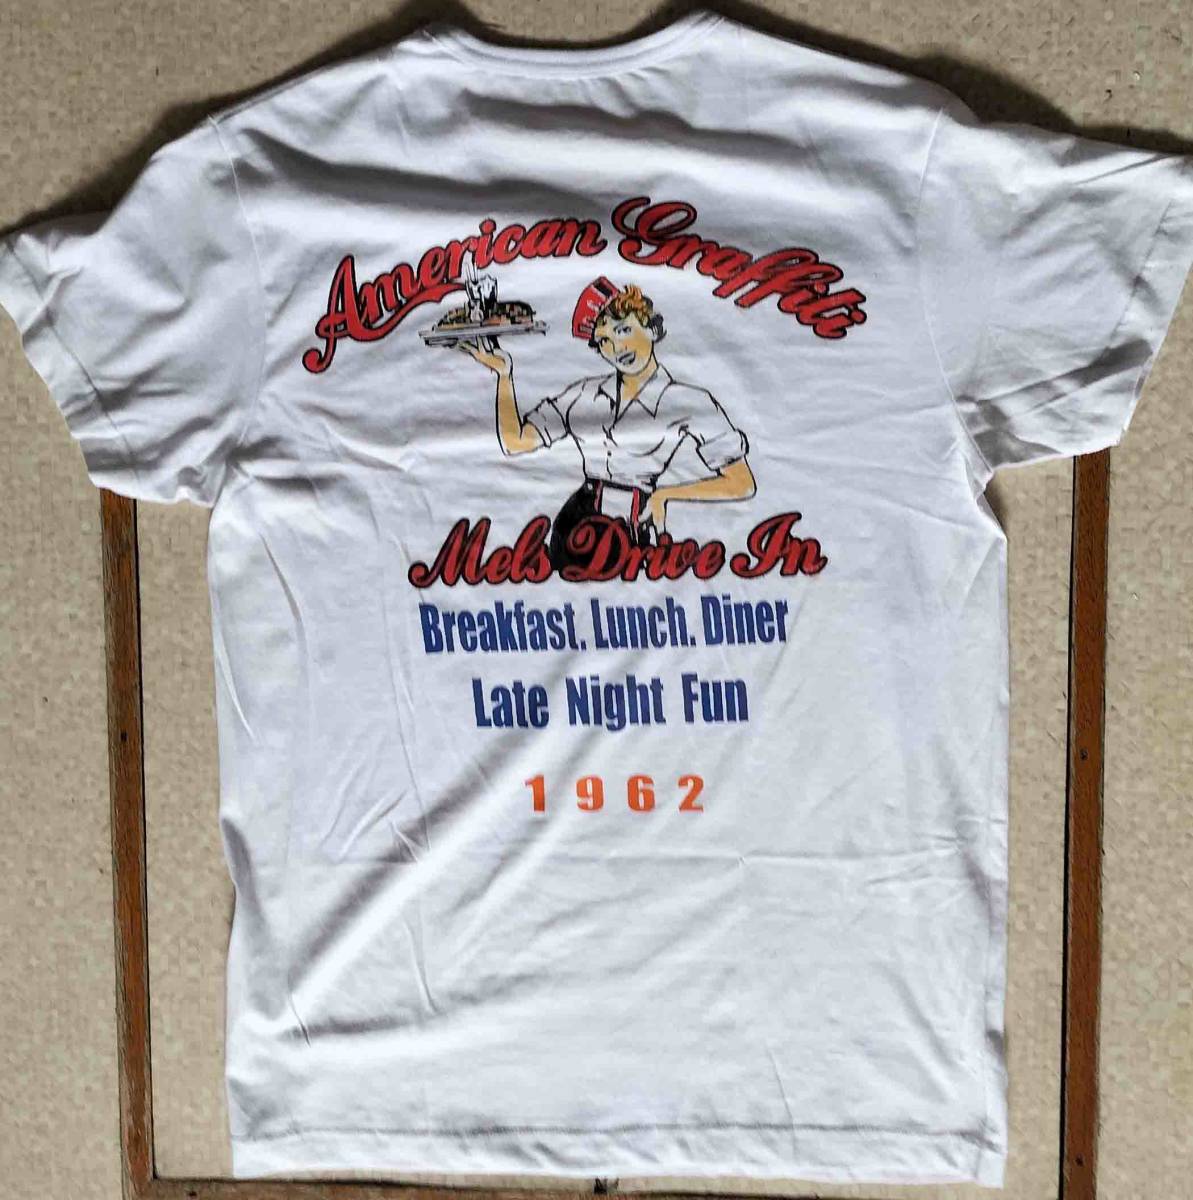 American Graffiti
Mels Drive In
Breakfast. Lunch. Diner
Late Night Fun
1962